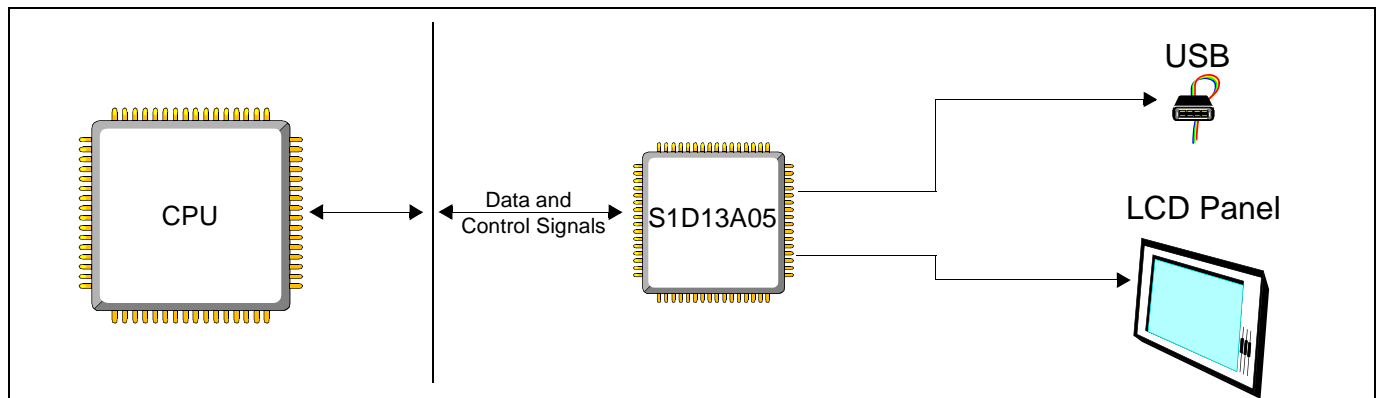 USB
CPU
Data and
Control Signals
S1D13A05
LCD Panel